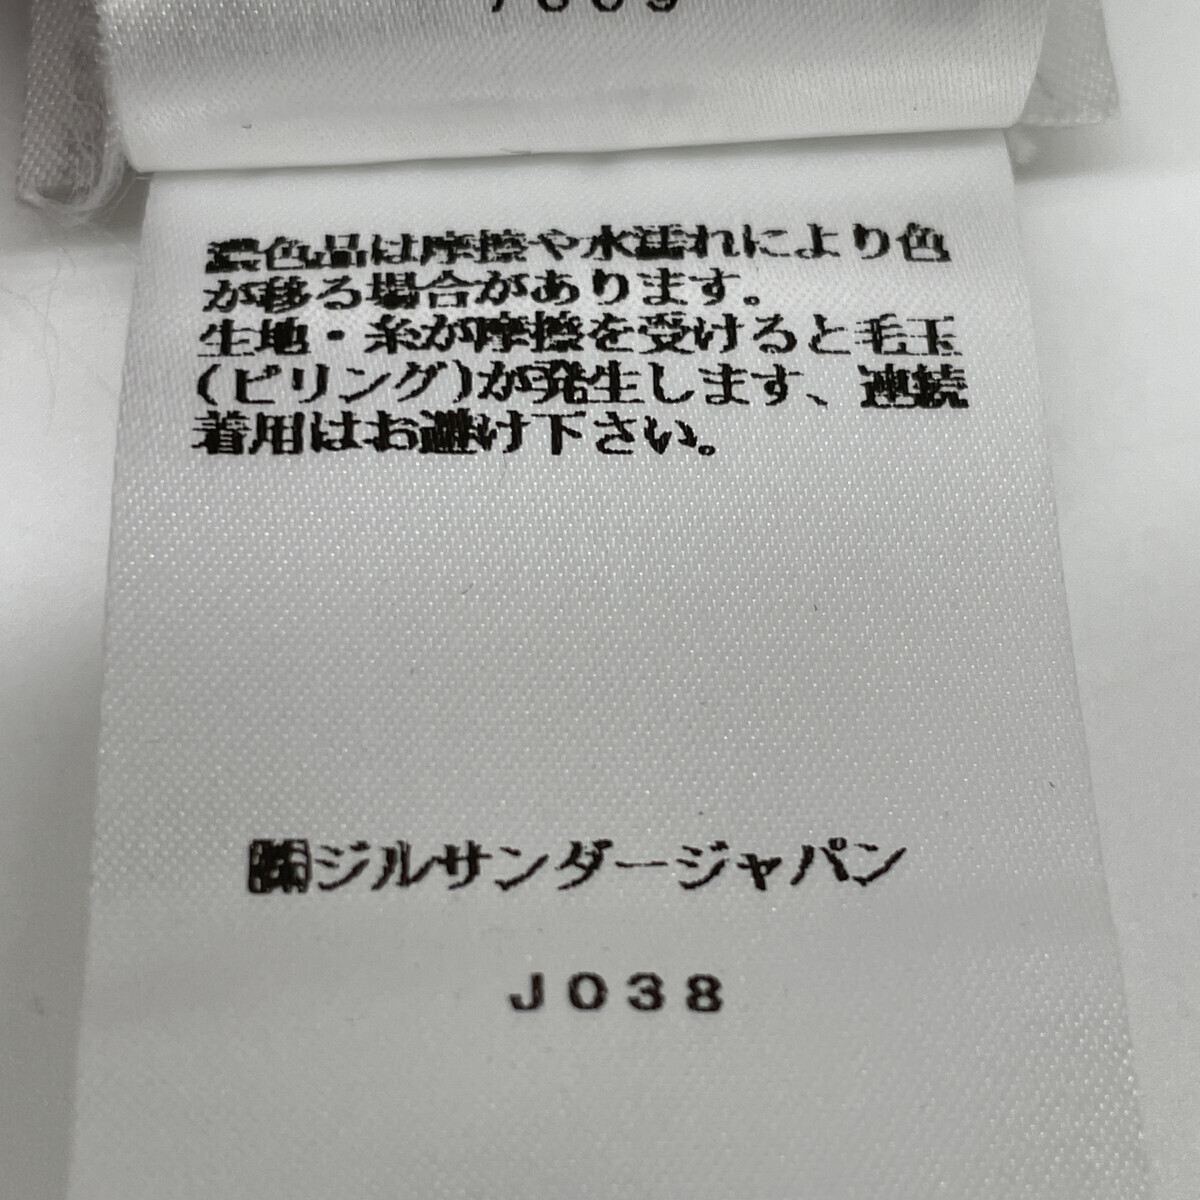 濃色品は摩擦や水濡れにより色
が移る場合があります。
生地・糸が摩擦を受けると毛玉
(ピリング)が発生します、連続
着用はお避け下さい。
㈱ジルサンダージャパン
J038